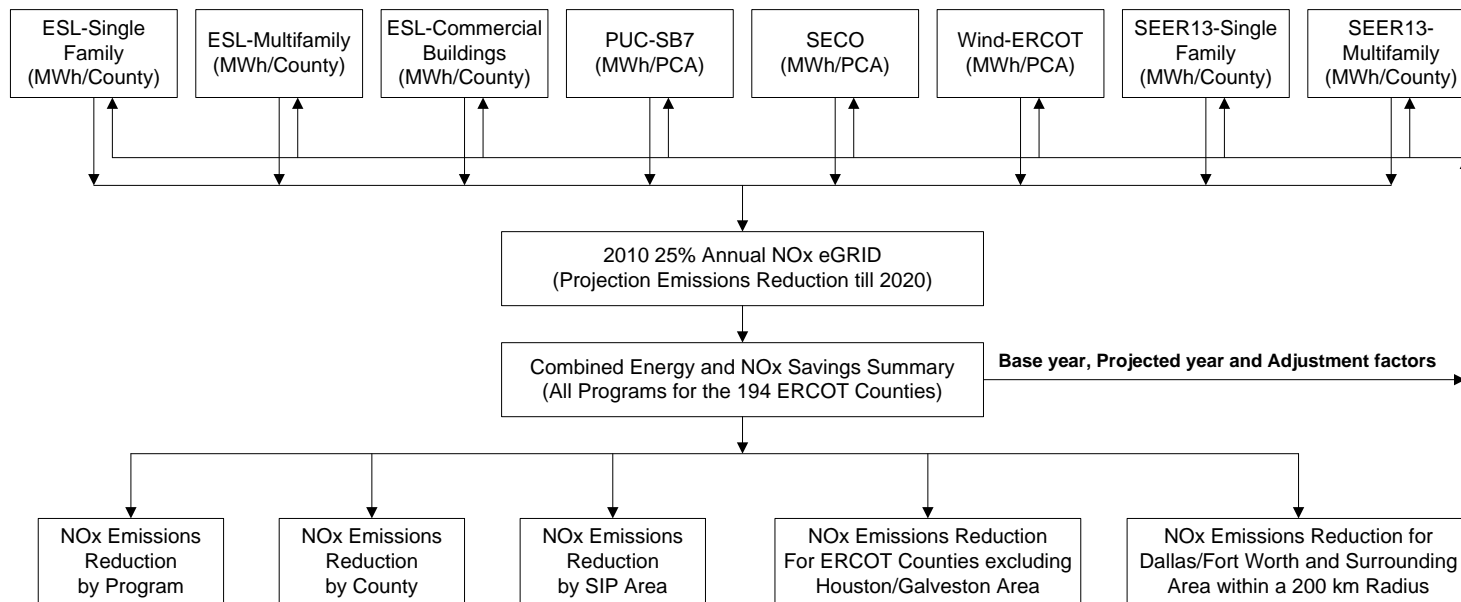 ESL-Single
Family
(MWh/County)
ESL-Multifamily
(MWh/County)
ESL-Commercial
Buildings
(MWh/County)
PUC-SB7
(MWh/PCA)
SECO
(MWh/PCA)
Wind-ERCOT
(MWh/PCA)
SEER13-Single
Family
(MWh/County)
SEER13-
Multifamily
(MWh/County)
2010 25% Annual NOx eGRID
(Projection Emissions Reduction till 2020)
Combined Energy and NOx Savings Summary
(All Programs for the 194 ERCOT Counties)
Base year, Projected year and Adjustment factors
NOx Emissions
Reduction
by Program
NOx Emissions
Reduction
by County
NOx Emissions
Reduction
by SIP Area
NOx Emissions Reduction
For ERCOT Counties excluding
Houston/Galveston Area
NOx Emissions Reduction for
Dallas/Fort Worth and Surrounding
Area within a 200 km Radius